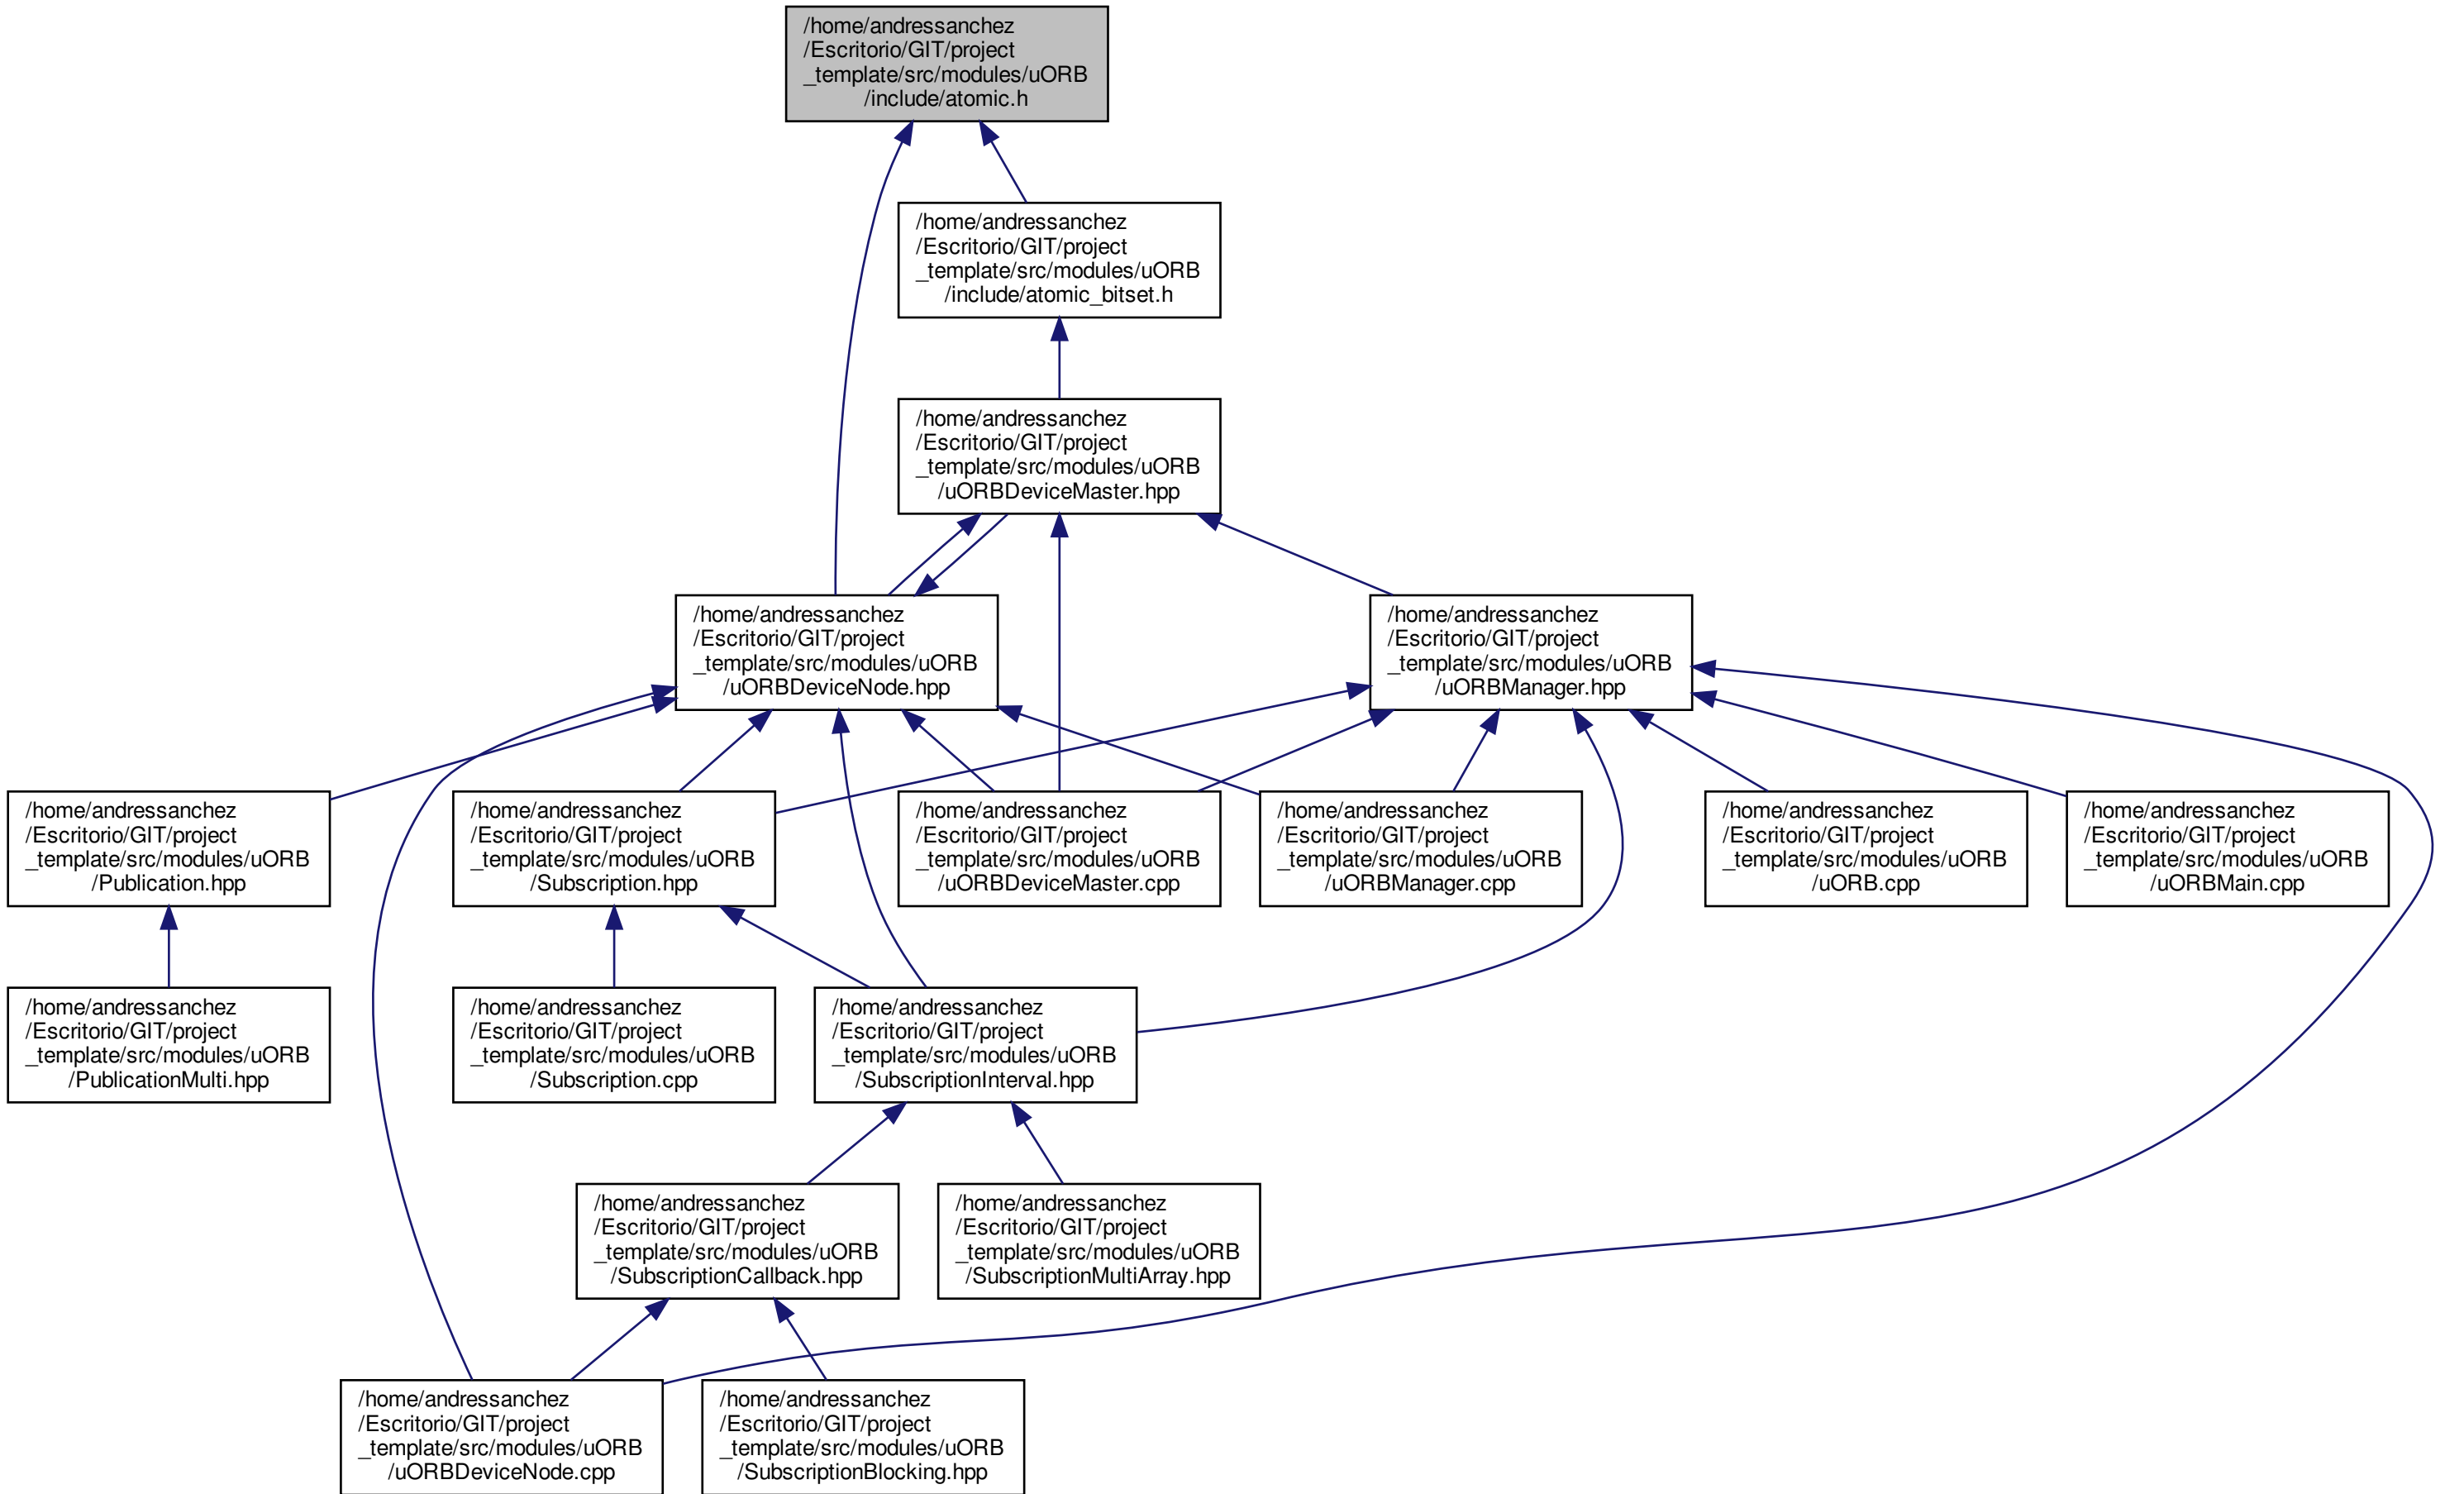 /home/andressanchez
/Escritorio/GIT/project
_template/src/modules/uORB
/include/atomic.h
/home/andressanchez
/Escritorio/GIT/project
_template/src/modules/uORB
/include/atomic_bitset.h
/home/andressanchez
/Escritorio/GIT/project
_template/src/modules/uORB
/uORBDeviceMaster.hpp
/home/andressanchez
/Escritorio/GIT/project
_template/src/modules/uORB
/uORBDeviceNode.hpp
/home/andressanchez
/Escritorio/GIT/project
_template/src/modules/uORB
/uORBManager.hpp
/home/andressanchez
/Escritorio/GIT/project
_template/src/modules/uORB
/Publication.hpp
/home/andressanchez
/Escritorio/GIT/project
_template/src/modules/uORB
/Subscription.hpp
/home/andressanchez
/Escritorio/GIT/project
_template/src/modules/uORB
/uORBDeviceMaster.cpp
/home/andressanchez
/Escritorio/GIT/project
_template/src/modules/uORB
/uORBManager.cpp
/home/andressanchez
/Escritorio/GIT/project
_template/src/modules/uORB
/uORB.cpp
/home/andressanchez
/Escritorio/GIT/project
_template/src/modules/uORB
/uORBMain.cpp
/home/andressanchez
/Escritorio/GIT/project
_template/src/modules/uORB
/PublicationMulti.hpp
/home/andressanchez
/Escritorio/GIT/project
_template/src/modules/uORB
/Subscription.cpp
/home/andressanchez
/Escritorio/GIT/project
_template/src/modules/uORB
/SubscriptionInterval.hpp
/home/andressanchez
/Escritorio/GIT/project
_template/src/modules/uORB
/SubscriptionCallback.hpp
/home/andressanchez
/Escritorio/GIT/project
_template/src/modules/uORB
/SubscriptionMultiArray.hpp
/home/andressanchez
/Escritorio/GIT/project
_template/src/modules/uORB
/uORBDeviceNode.cpp
/home/andressanchez
/Escritorio/GIT/project
_template/src/modules/uORB
/SubscriptionBlocking.hpp